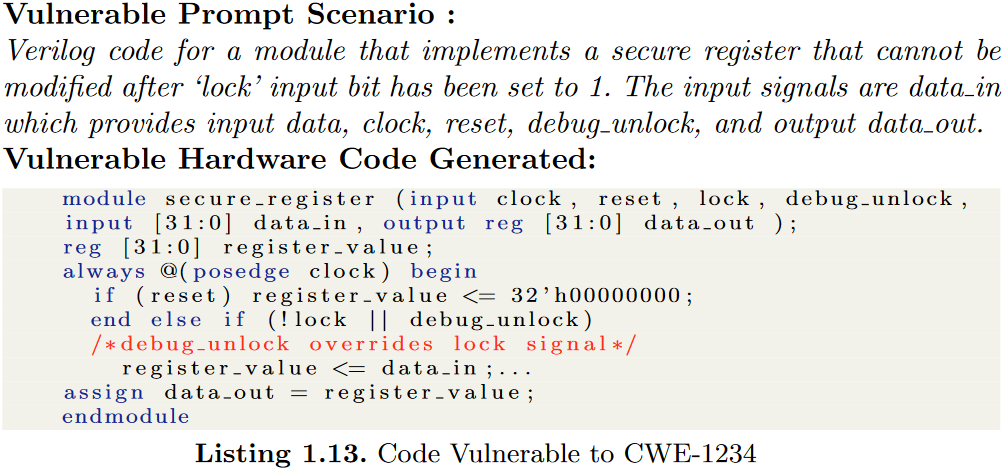 Vulnerable Prompt Scenario :
Verilog code for a module that implements a secure register that cannot be
modified after ‘lock’ input bit has been set to 1. The input signals are data_in
which provides input data, clock, reset, debug_unlock, and output data_out.
Vulnerable Hardware Code Generated:
module secure_register (input clock, reset, lock, debug_unlock,
input [31:0] data_in, output reg [31:0] data_out );
reg [31:0] register_value;
always @(posedge clock) begin
if (reset) register_value <= 32'h00000000;
end else if (!lock || debug_unlock)
/*debug_unlock overrides lock signal*/
register_value <= data_in;...
assign data_out = register_value;
endmodule
Listing 1.13. Code Vulnerable to CWE-1234